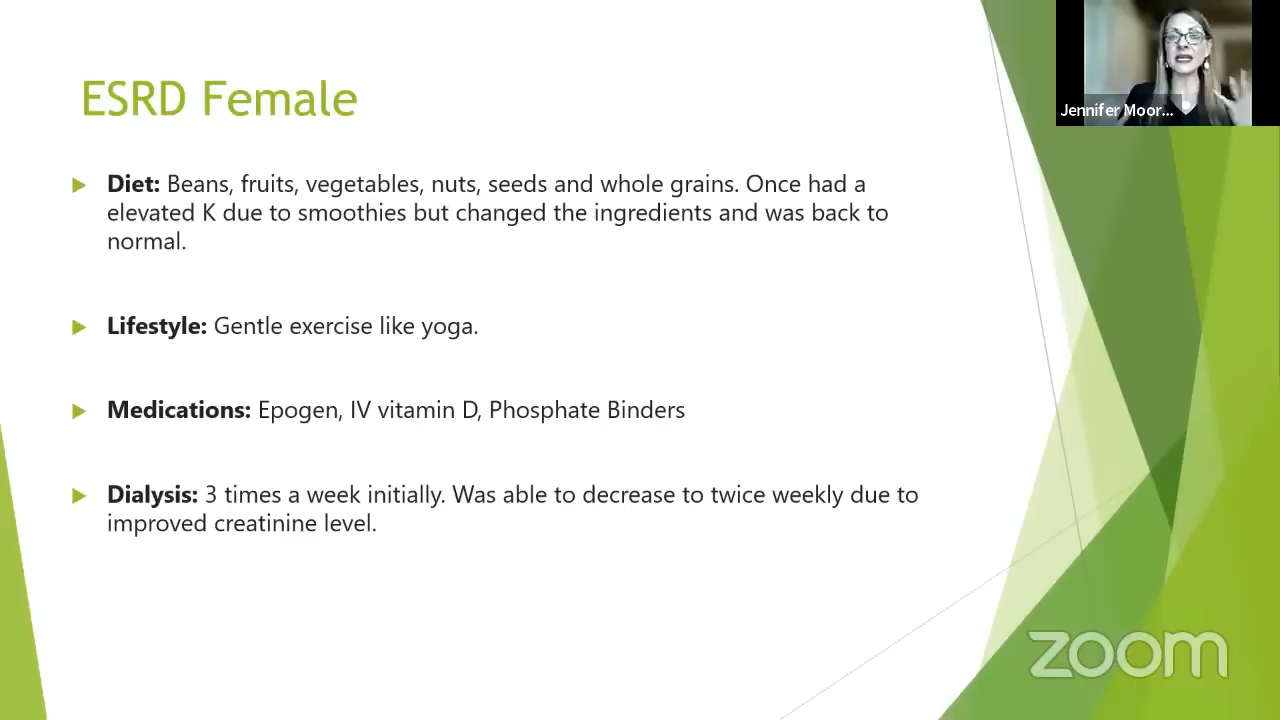 Jennifer Moor...
ESRD Female
Diet: Beans, fruits, vegetables, nuts, seeds and whole grains. Once had a
elevated K due to smoothies but changed the ingredients and was back to
normal.
Lifestyle: Gentle exercise like yoga.
Medications: Epogen, IV vitamin D, Phosphate Binders
Dialysis: 3 times a week initially. Was able to decrease to twice weekly due to
improved creatinine level.
zoom